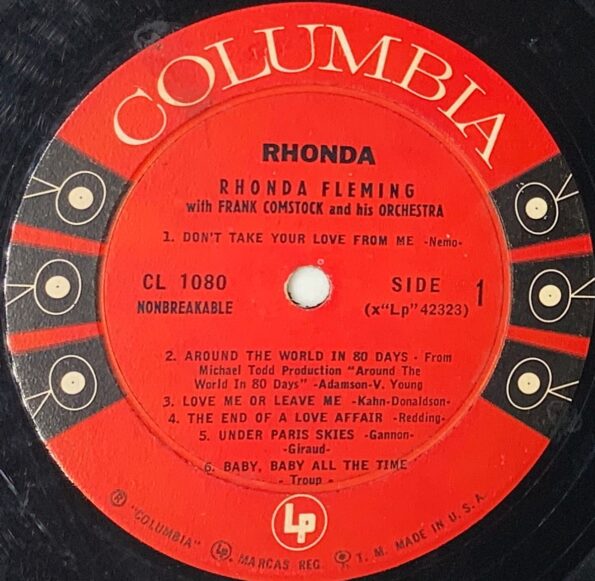 COLUMBIA
RHONDA
RHONDA FLEMING
with FRANK COMSTOCK and his ORCHESTRA
1. DON'T TAKE YOUR LOVE FROM ME -Nemo-
CL 1080
NONBREAKABLE
SIDE 1
(x"Lp" 42323)
2. AROUND THE WORLD IN 80 DAYS - From
Michael Todd Production "Around The
World In 80 Days" -Adamson-V. Young
3. LOVE ME OR LEAVE ME -Kahn-Donaldson-
4. THE END OF A LOVE AFFAIR -Redding-
5. UNDER PARIS SKIES -Gannon-
-Giraud-
6. BABY, BABY ALL THE TIME
- Troup -
Lp
® "COLUMBIA" Lp, MARCAS REG. T. M. MADE IN U. S. A.